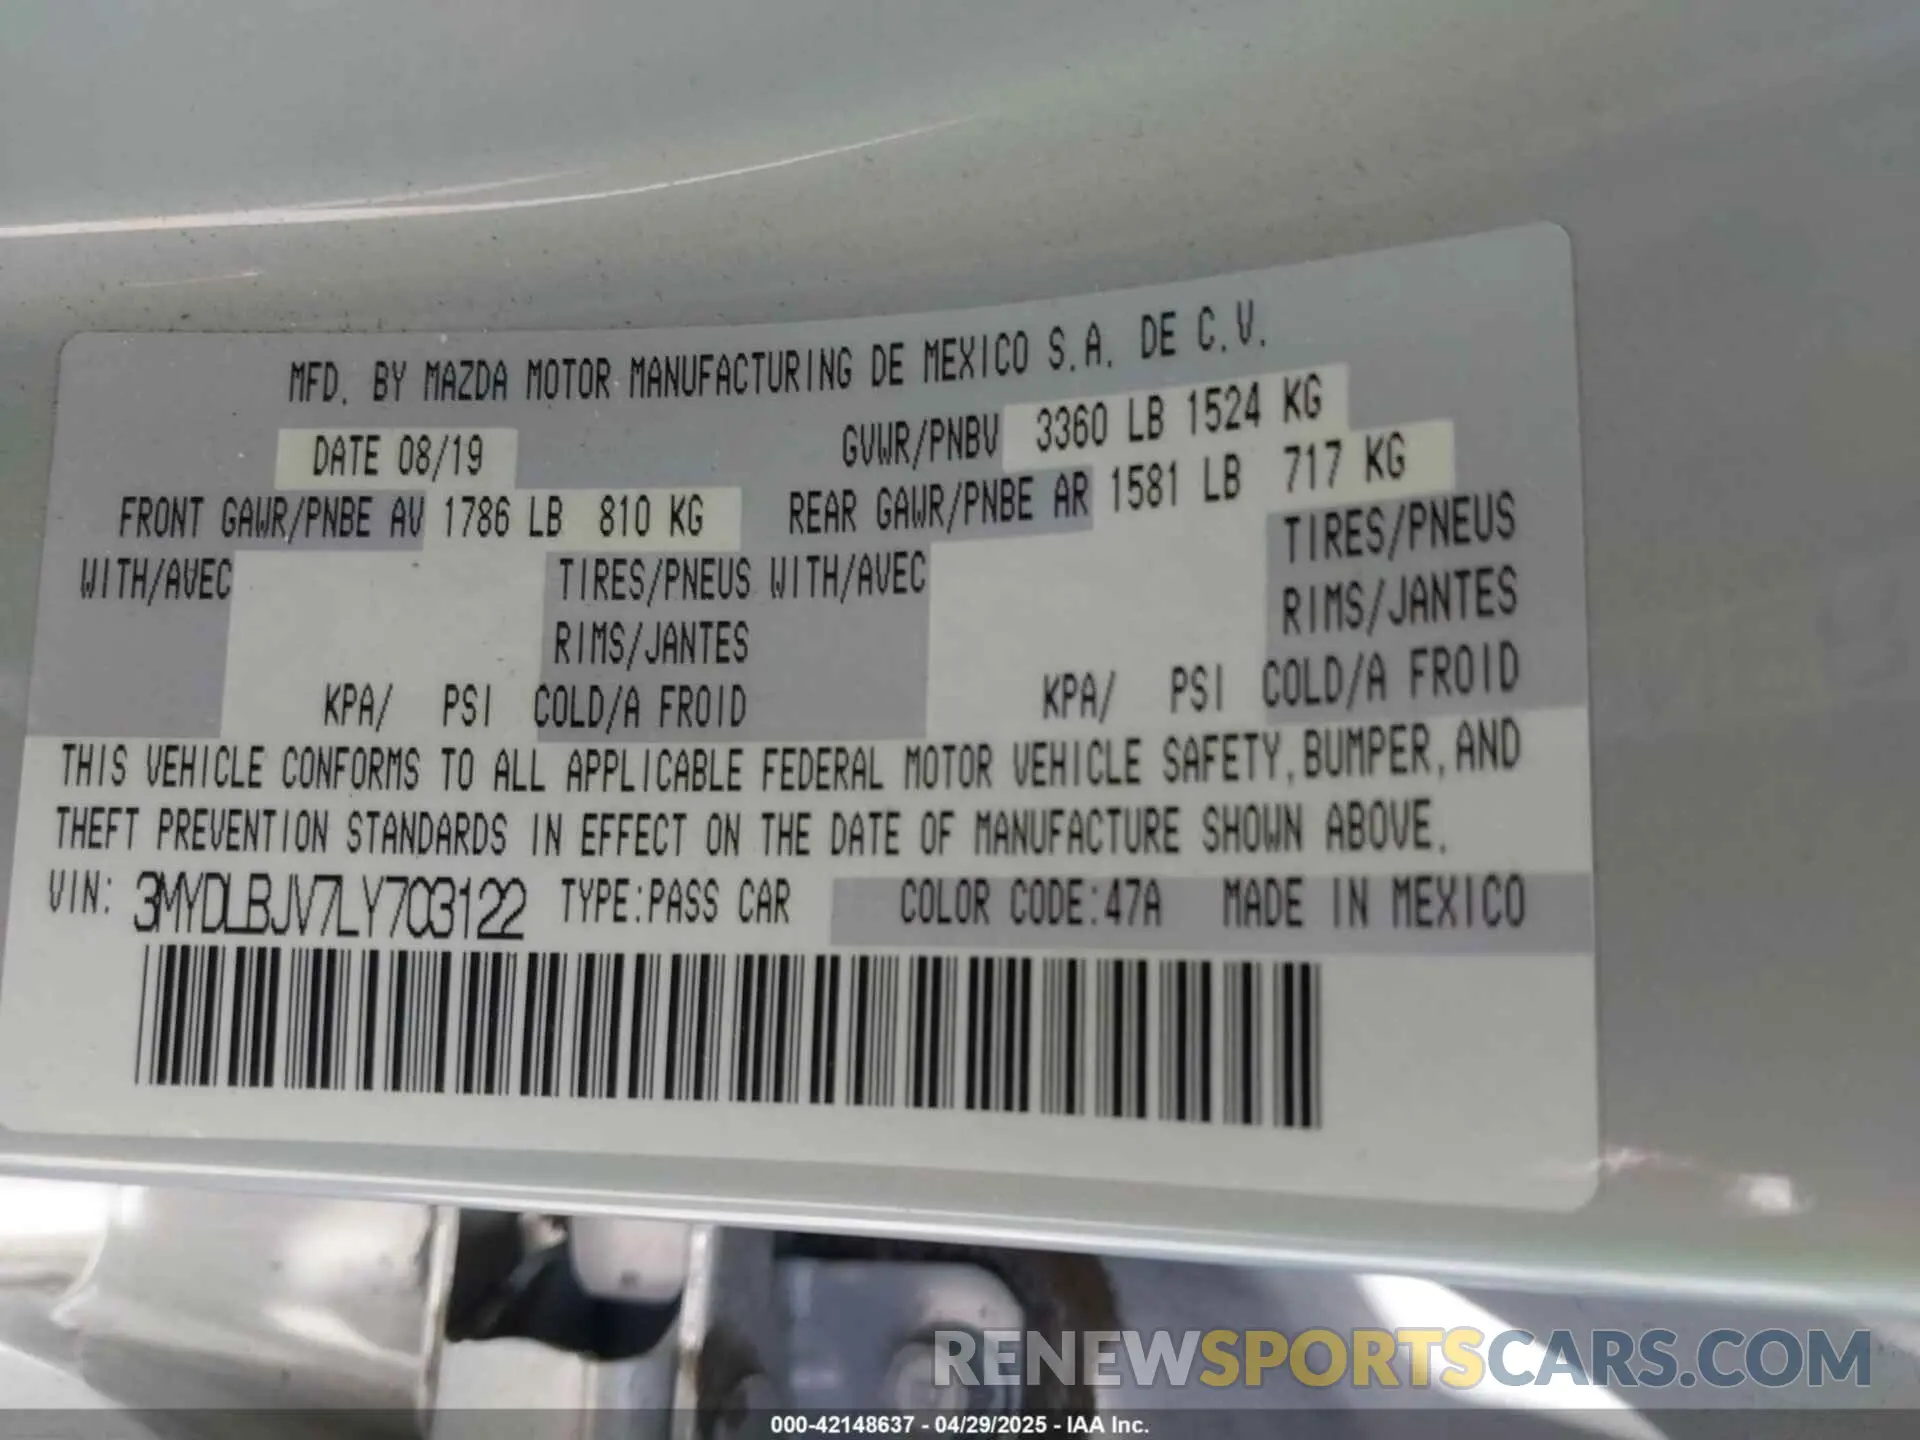 MFD. BY MAZDA MOTOR MANUFACTURING DE MEXICO S.A. DE C.V.
DATE 08/19 GVWR/PNBV 3360 LB 1524 KG
FRONT GAWR/PNBE AV 1786 LB 810 KG REAR GAWR/PNBE AR 1581 LB 717 KG
WITH/AVEC TIRES/PNEUS WITH/AVEC TIRES/PNEUS
RIMS/JANTES RIMS/JANTES
KPA/ PSI COLD/A FROID KPA/ PSI COLD/A FROID
THIS VEHICLE CONFORMS TO ALL APPLICABLE FEDERAL MOTOR VEHICLE SAFETY, BUMPER, AND
THEFT PREVENTION STANDARDS IN EFFECT ON THE DATE OF MANUFACTURE SHOWN ABOVE.
VIN: 3MYDLBJV7LY703122 TYPE:PASS CAR COLOR CODE:47A MADE IN MEXICO
RENEWSPORTSCARS.COM
000-42148637 - 04/29/2025 - IAA Inc.